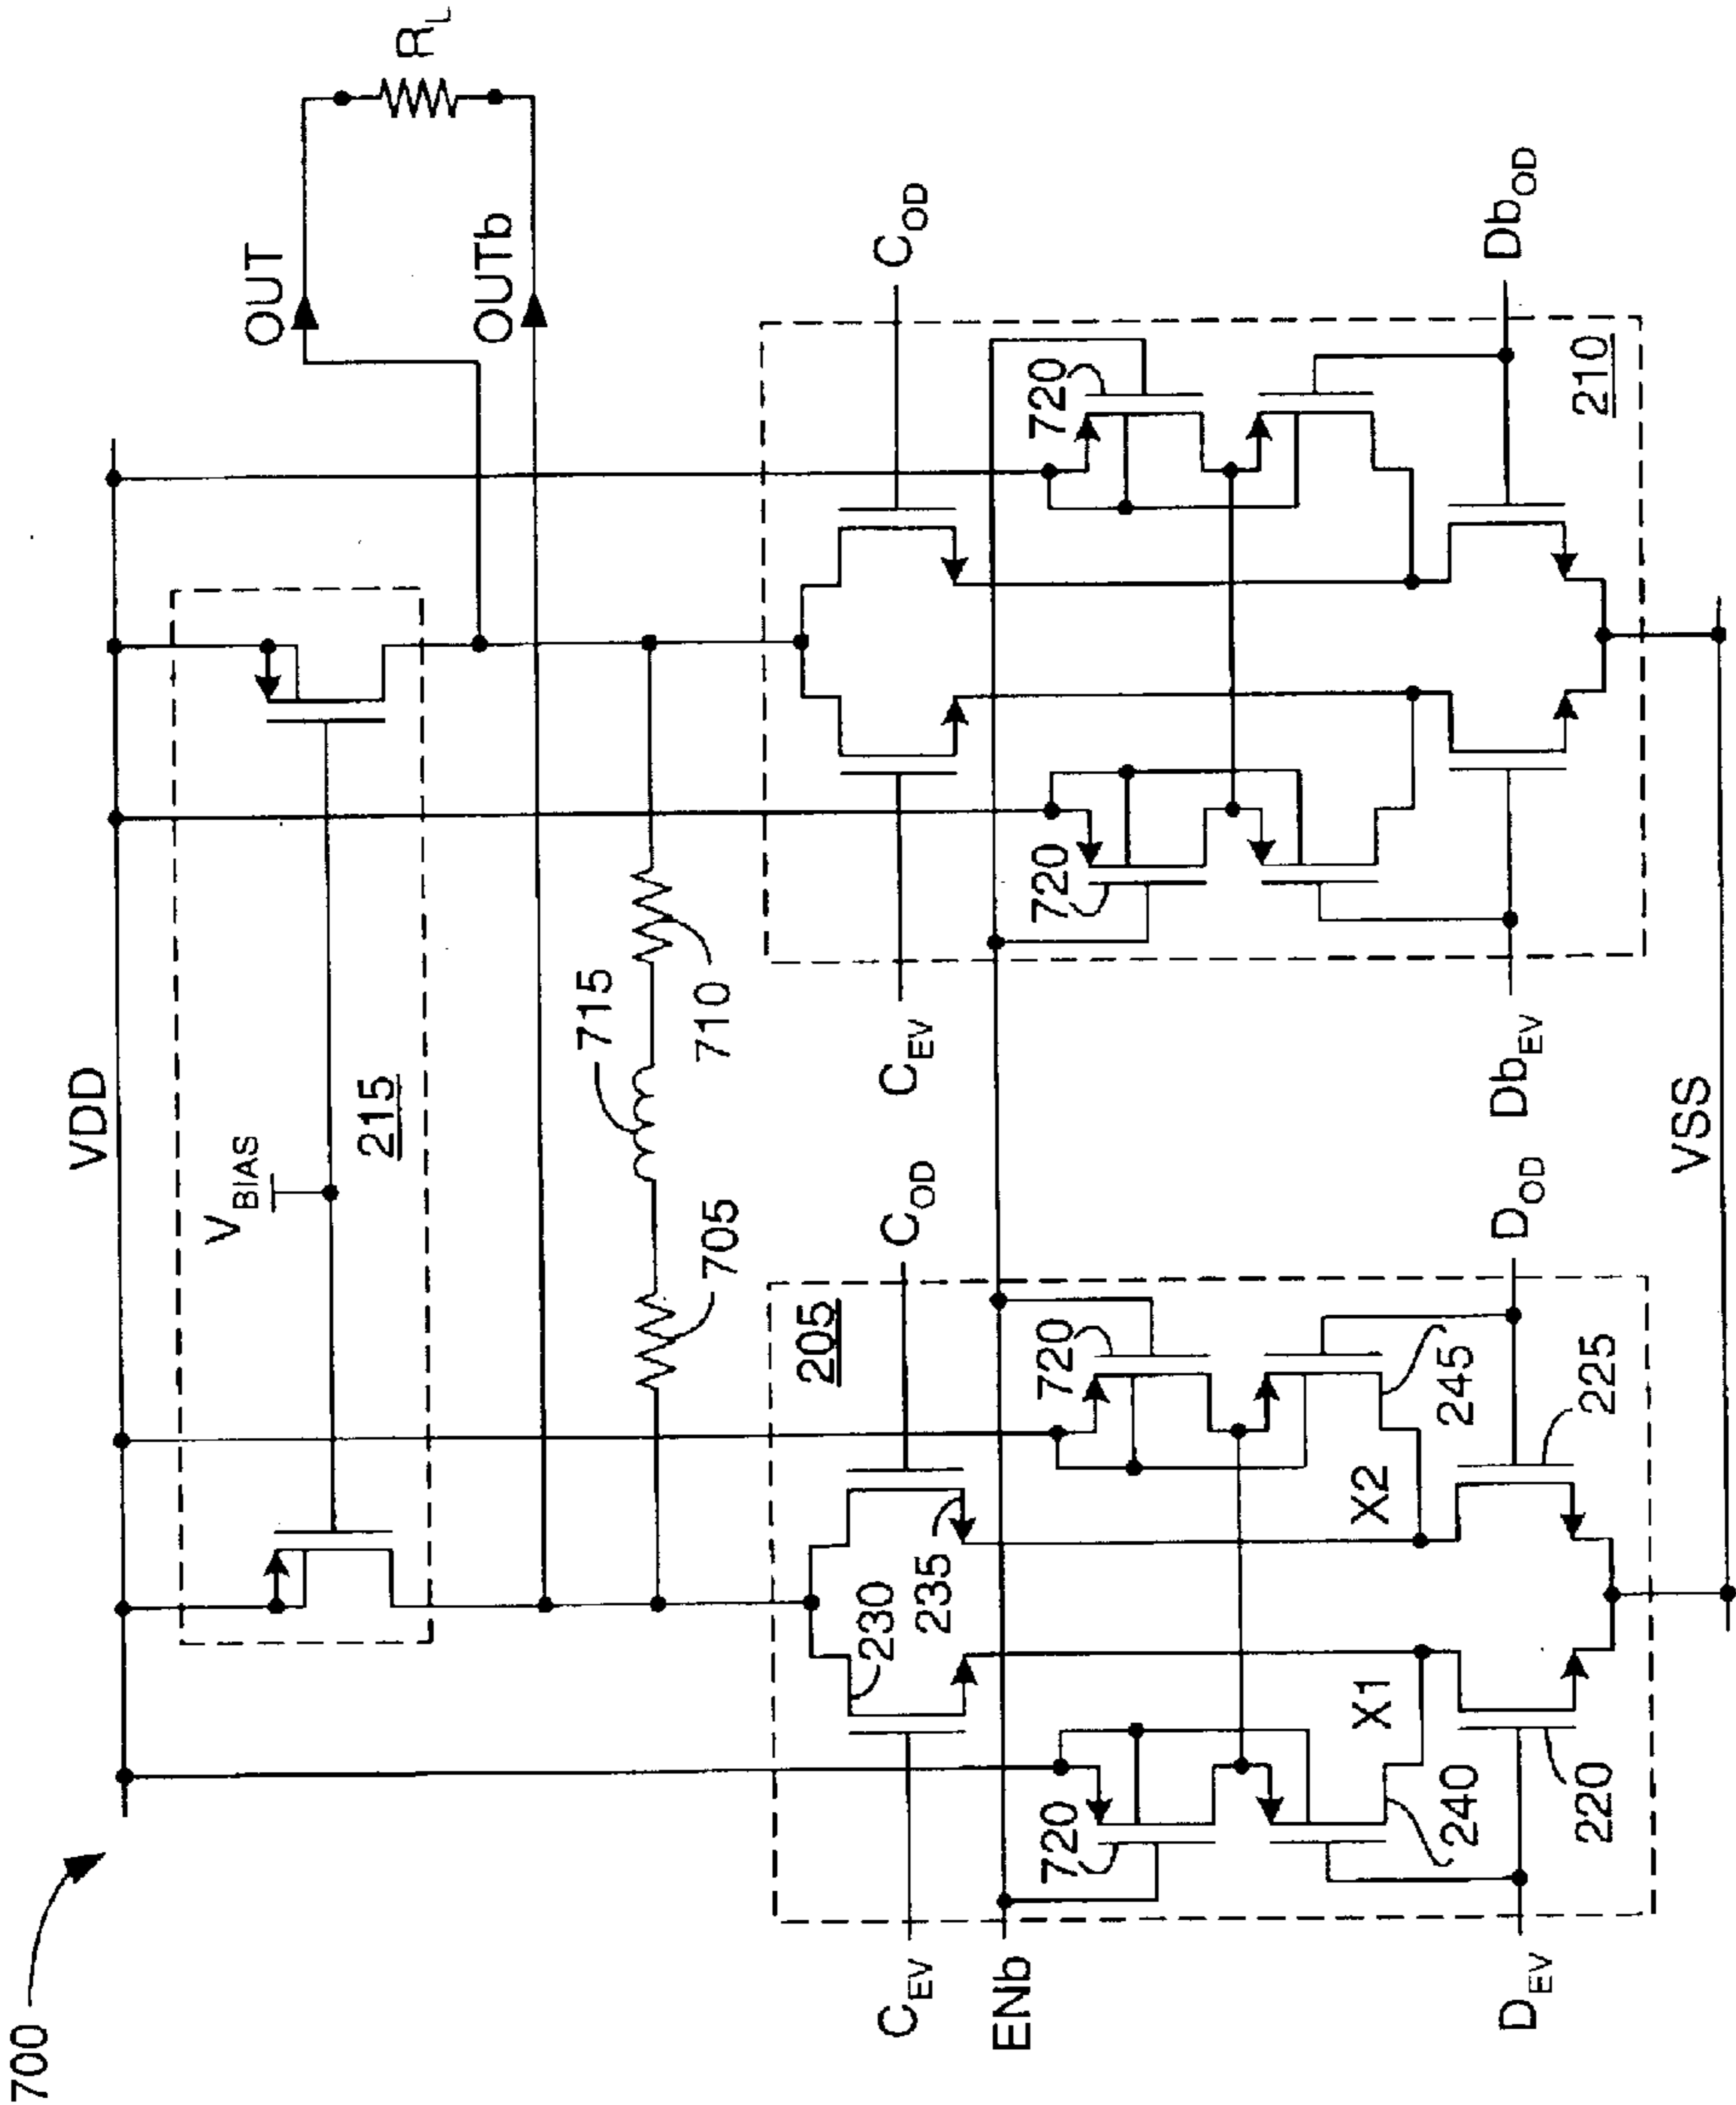 700
VDD
V_BIAS
215
OUT
OUTb
R_L
705
715
710
205
C_EV
230
235
C_OD
C_EV
C_OD
ENb
720
720
720
720
240
X1
X2
245
D_EV
220
225
D_OD
Db_EV
Db_OD
210
VSS